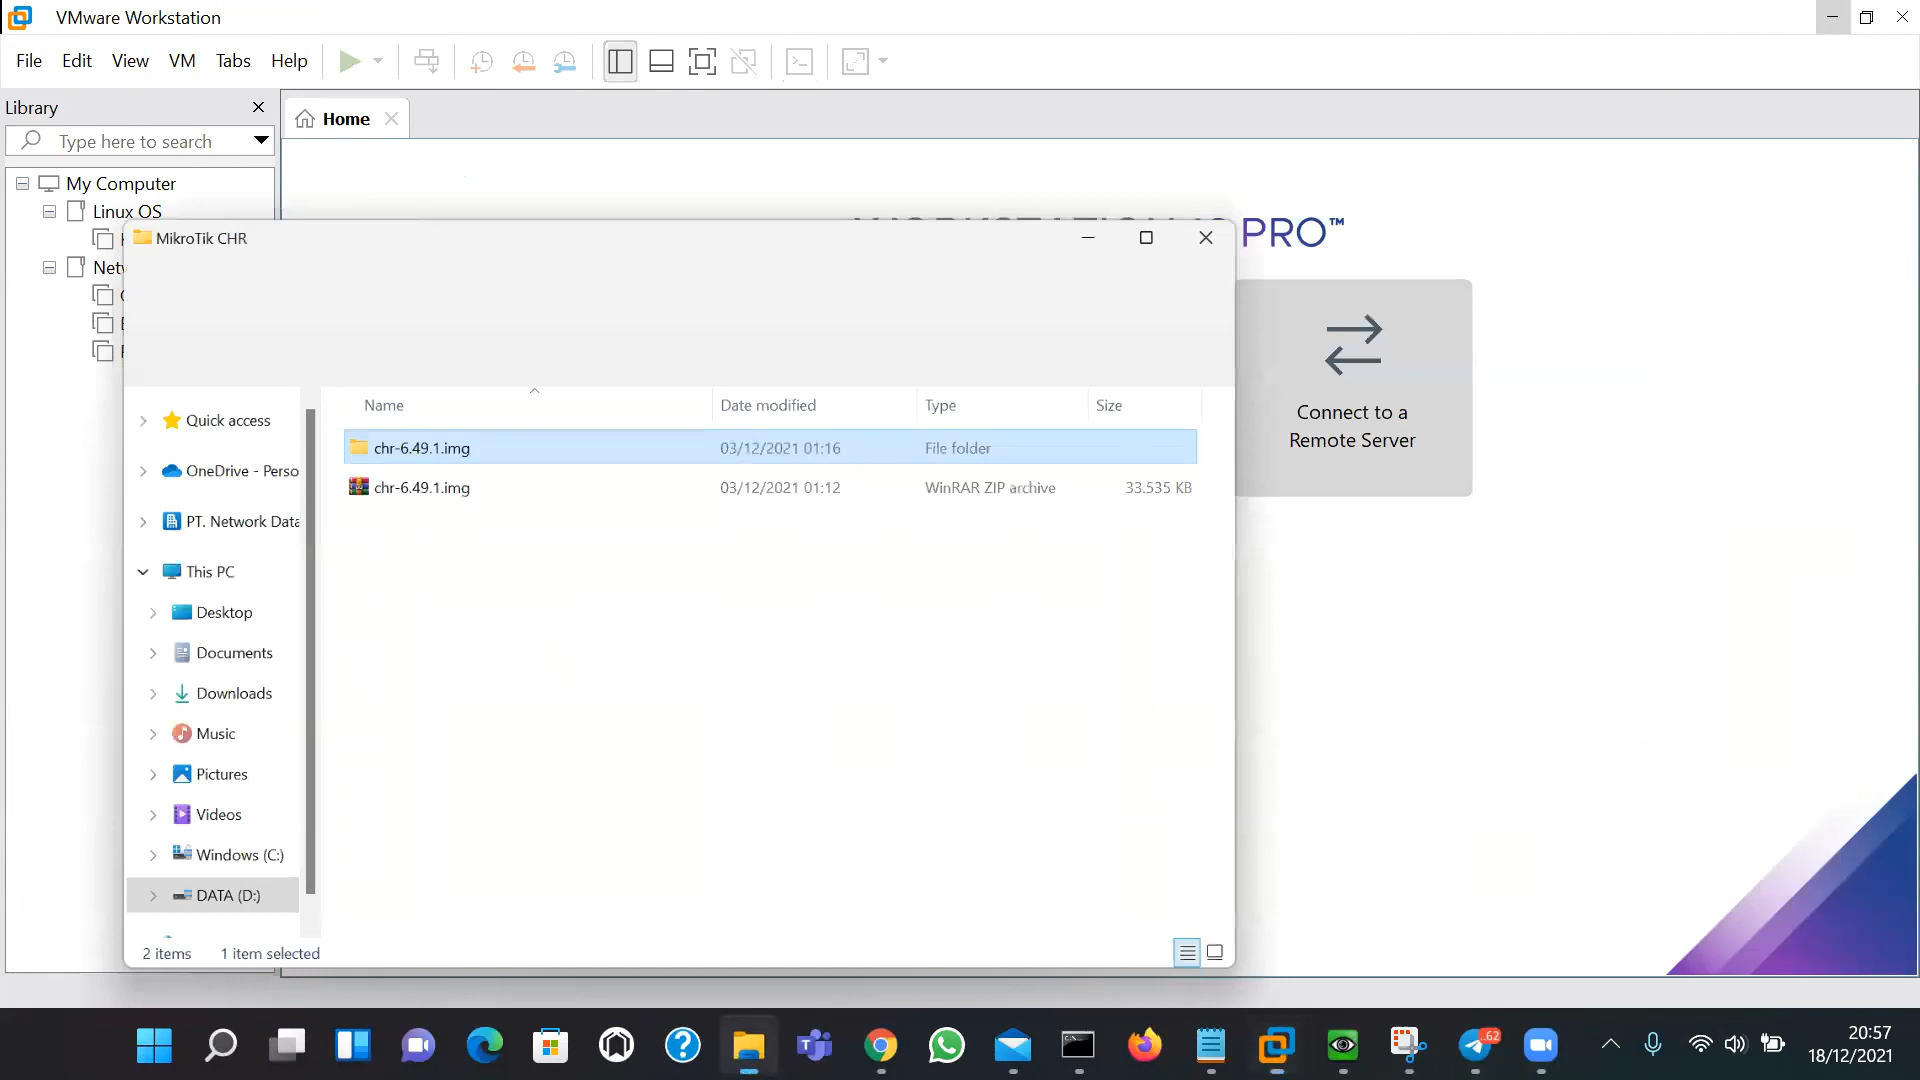 VMware Workstation
File Edit View VM Tabs Help
Library
Home
Type here to search
My Computer
Linux OS
PRO™
MikroTik CHR
Connect to a
Remote Server
Name Date modified Type Size
chr-6.49.1.img 03/12/2021 01:16 File folder
chr-6.49.1.img 03/12/2021 01:12 WinRAR ZIP archive 33.535 KB
Quick access
OneDrive - Perso
PT. Network Data
This PC
Desktop
Documents
Downloads
Music
Pictures
Videos
Windows (C:)
DATA (D:)
2 items 1 item selected
62
20:57
18/12/2021